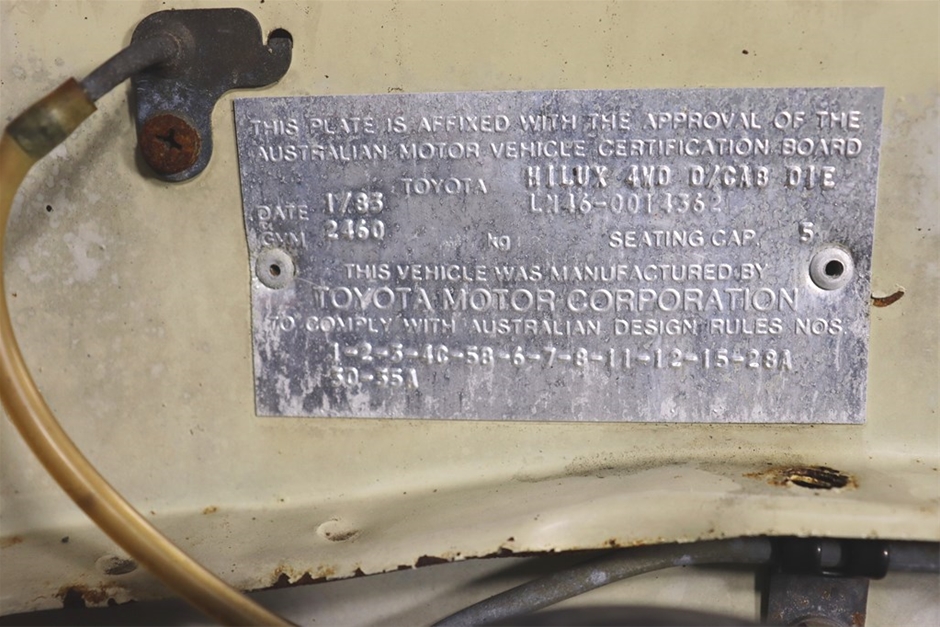 THIS PLATE IS AFFIXED WITH THE APPROVAL OF THE
AUSTRALIAN MOTOR VEHICLE CERTIFICATION BOARD
TOYOTA HILUX 4WD D/CAB DIE
DATE 1/83 LN46-0014362
GVM 2460 kg SEATING CAP. 5
THIS VEHICLE WAS MANUFACTURED BY
TOYOTA MOTOR CORPORATION
TO COMPLY WITH AUSTRALIAN DESIGN RULES NOS.
1-2-3-4C-5B-6-7-8-11-12-15-28A
30-35A